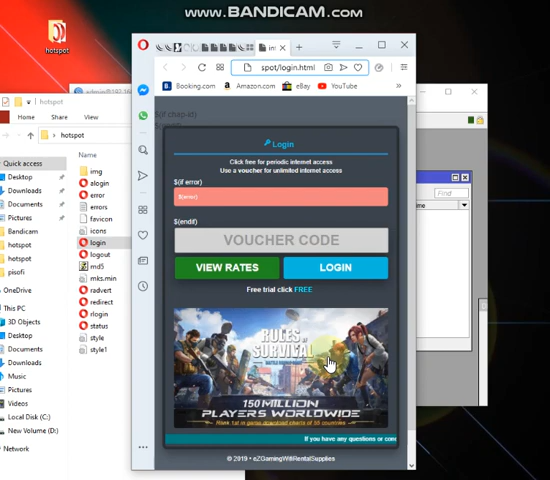 www.BANDICAM.com
hotspot
spot/login.html
Booking.com
Amazon.com
eBay
YouTube
hotspot
Share
View
hotspot
Find
Quick access
Desktop
Downloads
Documents
Pictures
Bandicam
hotspot
hotspot
pisofi
OneDrive
This PC
3D Objects
Desktop
Documents
Downloads
Music
Pictures
Videos
Local Disk (C:)
New Volume (D:)
Network
Name
img
alogin
error
errors
favicon
icons
login
logout
md5
mks.min
radvert
redirect
rlogin
status
style
style1
$(if chap-id)
Login
Click free for periodic internet access
Use a voucher for unlimited internet access
$(if error)
$(error)
$(endif)
VOUCHER CODE
VIEW RATES
LOGIN
Free trial click FREE
RULES OF
SURVIVAL
150 MILLION
PLAYERS WORLDWIDE
If you have any questions or conc
© 2019 • eZGamingWifiRentalSupplies